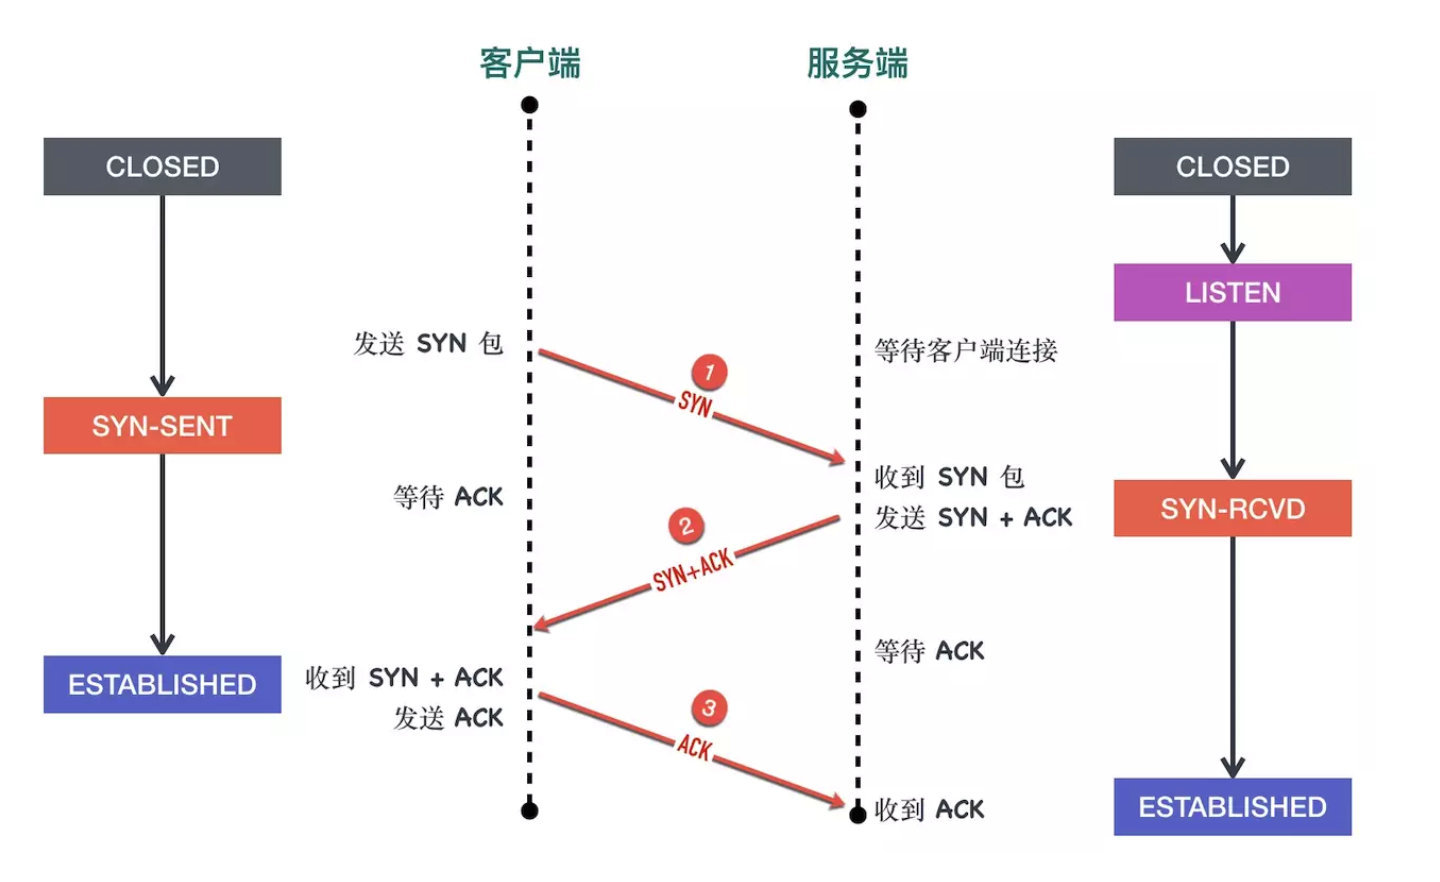 客户端
服务端
CLOSED
CLOSED
LISTEN
发送 SYN 包
等待客户端连接
1
SYN
SYN-SENT
收到 SYN 包
等待 ACK
SYN-RCVD
发送 SYN + ACK
2
SYN+ACK
等待 ACK
收到 SYN + ACK
ESTABLISHED
发送 ACK
3
ACK
收到 ACK
ESTABLISHED